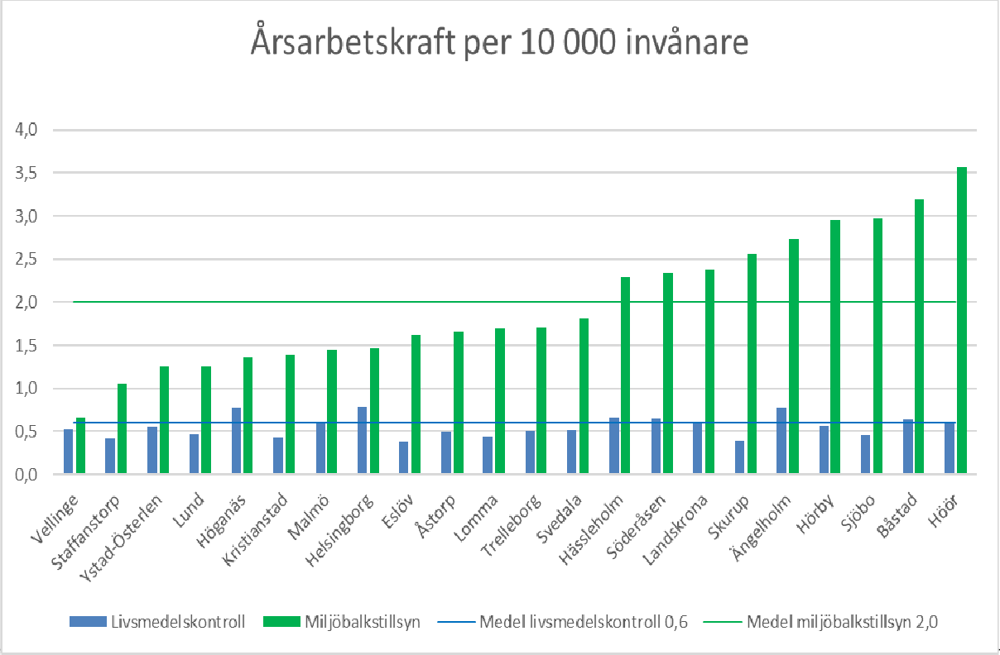 Årsarbetskraft per 10 000 invånare
4,0
3,5
3,0
2,5
2,0
1,5
1,0
0,5
0,0
Vellinge
Staffanstorp
Ystad-Österlen
Lund
Höganäs
Kristianstad
Malmö
Helsingborg
Eslöv
Åstorp
Lomma
Trelleborg
Svedala
Hässleholm
Söderåsen
Landskrona
Skurup
Ängelholm
Hörby
Sjöbo
Båstad
Höör
Livsmedelskontroll Miljöbalkstillsyn Medel livsmedelskontroll 0,6 Medel miljöbalkstillsyn 2,0